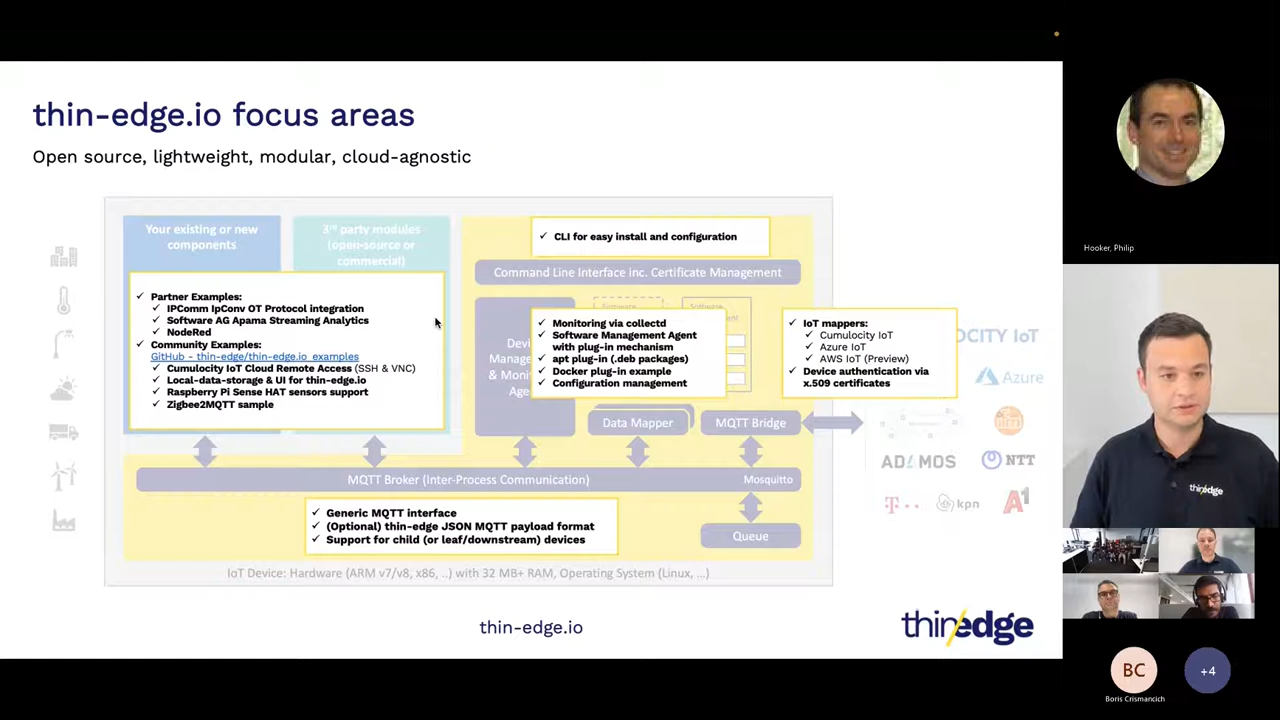 thin-edge.io focus areas
Open source, lightweight, modular, cloud-agnostic
Your existing or new
components
3rd party modules
(open-source or
commercial)
✓ CLI for easy install and configuration
Command Line Interface inc. Certificate Management
✓ Partner Examples:
✓ IPComm IpConv OT Protocol integration
✓ Software AG Apama Streaming Analytics
✓ NodeRed
✓ Community Examples:
GitHub - thin-edge/thin-edge.io_examples
✓ Cumulocity IoT Cloud Remote Access (SSH & VNC)
✓ Local-data-storage & UI for thin-edge.io
✓ Raspberry Pi Sense HAT sensors support
✓ Zigbee2MQTT sample
✓ Monitoring via collectd
✓ Software Management Agent
with plug-in mechanism
✓ apt plug-in (.deb packages)
✓ Docker plug-in example
✓ Configuration management
✓ IoT mappers:
✓ Cumulocity IoT
✓ Azure IoT
✓ AWS IoT (Preview)
✓ Device authentication via
x.509 certificates
OCITY IoT
Azure
ADAMOS
NTT
T
kpn
A1
Data Mapper
MQTT Bridge
MQTT Broker (Inter-Process Communication)
Mosquitto
✓ Generic MQTT interface
✓ (Optional) thin-edge JSON MQTT payload format
✓ Support for child (or leaf/downstream) devices
Queue
IoT Device: Hardware (ARM v7/v8, x86, ..) with 32 MB+ RAM, Operating System (Linux, ...)
thin-edge.io
thin/edge
Hooker, Philip
thin/edge
BC
+4
Boris Crismancich